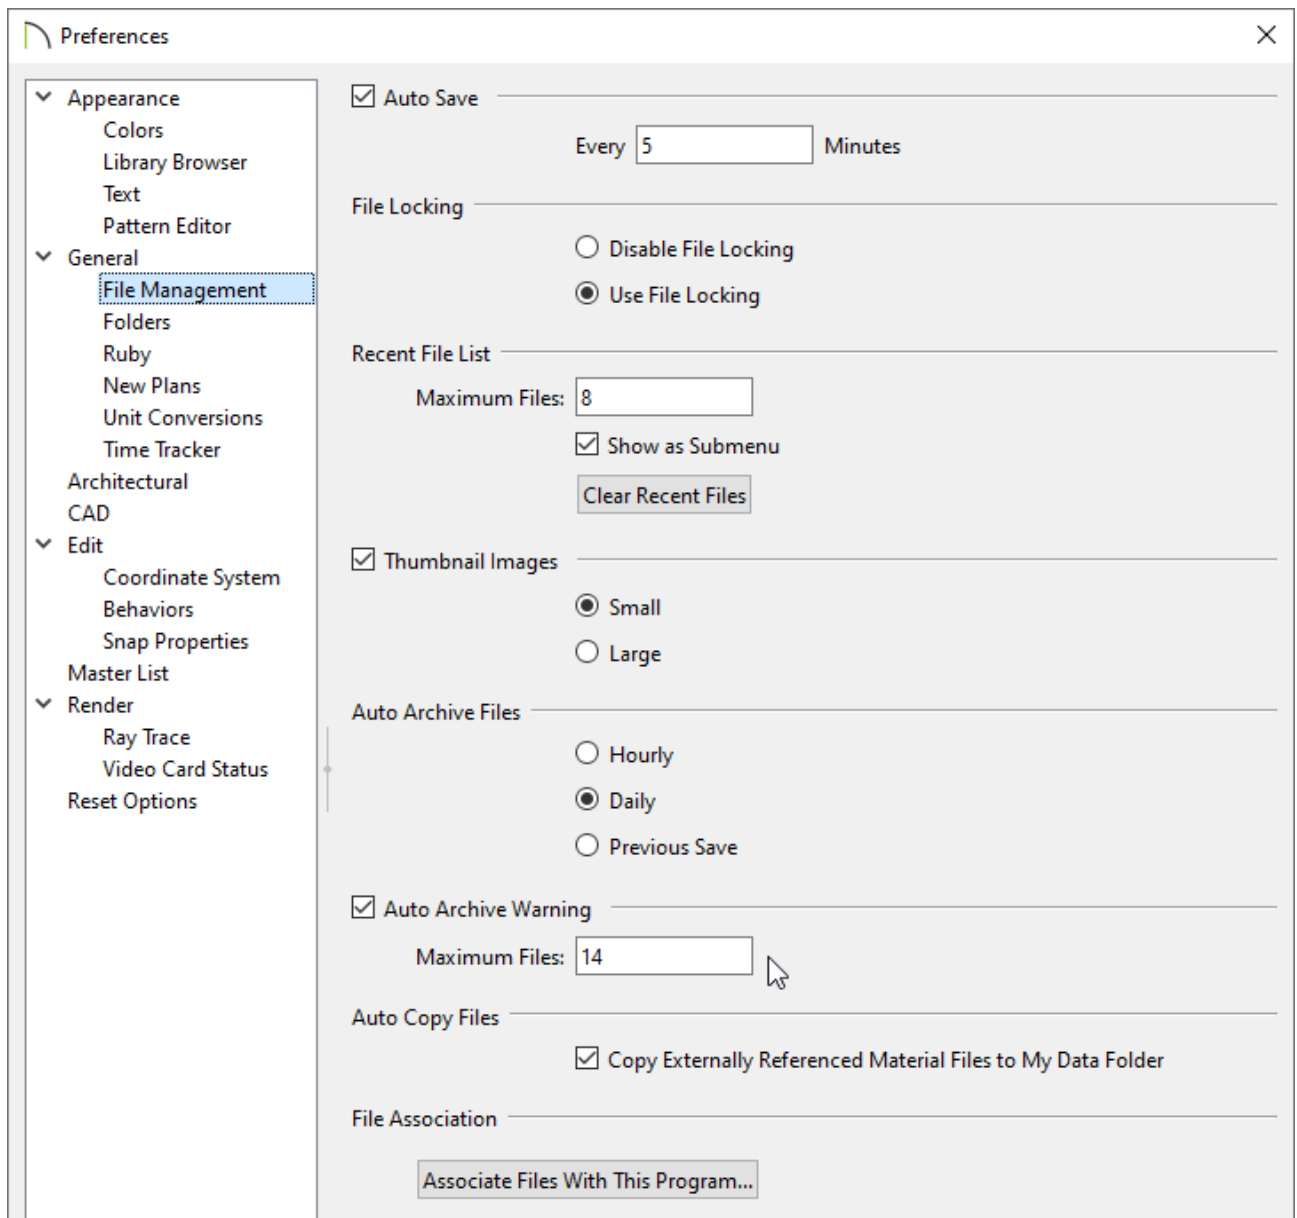 Preferences
Appearance
Colors
Library Browser
Text
Pattern Editor
General
File Management
Folders
Ruby
New Plans
Unit Conversions
Time Tracker
Architectural
CAD
Edit
Coordinate System
Behaviors
Snap Properties
Master List
Render
Ray Trace
Video Card Status
Reset Options
Auto Save
Every 5 Minutes
File Locking
Disable File Locking
Use File Locking
Recent File List
Maximum Files: 8
Show as Submenu
Clear Recent Files
Thumbnail Images
Small
Large
Auto Archive Files
Hourly
Daily
Previous Save
Auto Archive Warning
Maximum Files: 14
Auto Copy Files
Copy Externally Referenced Material Files to My Data Folder
File Association
Associate Files With This Program...